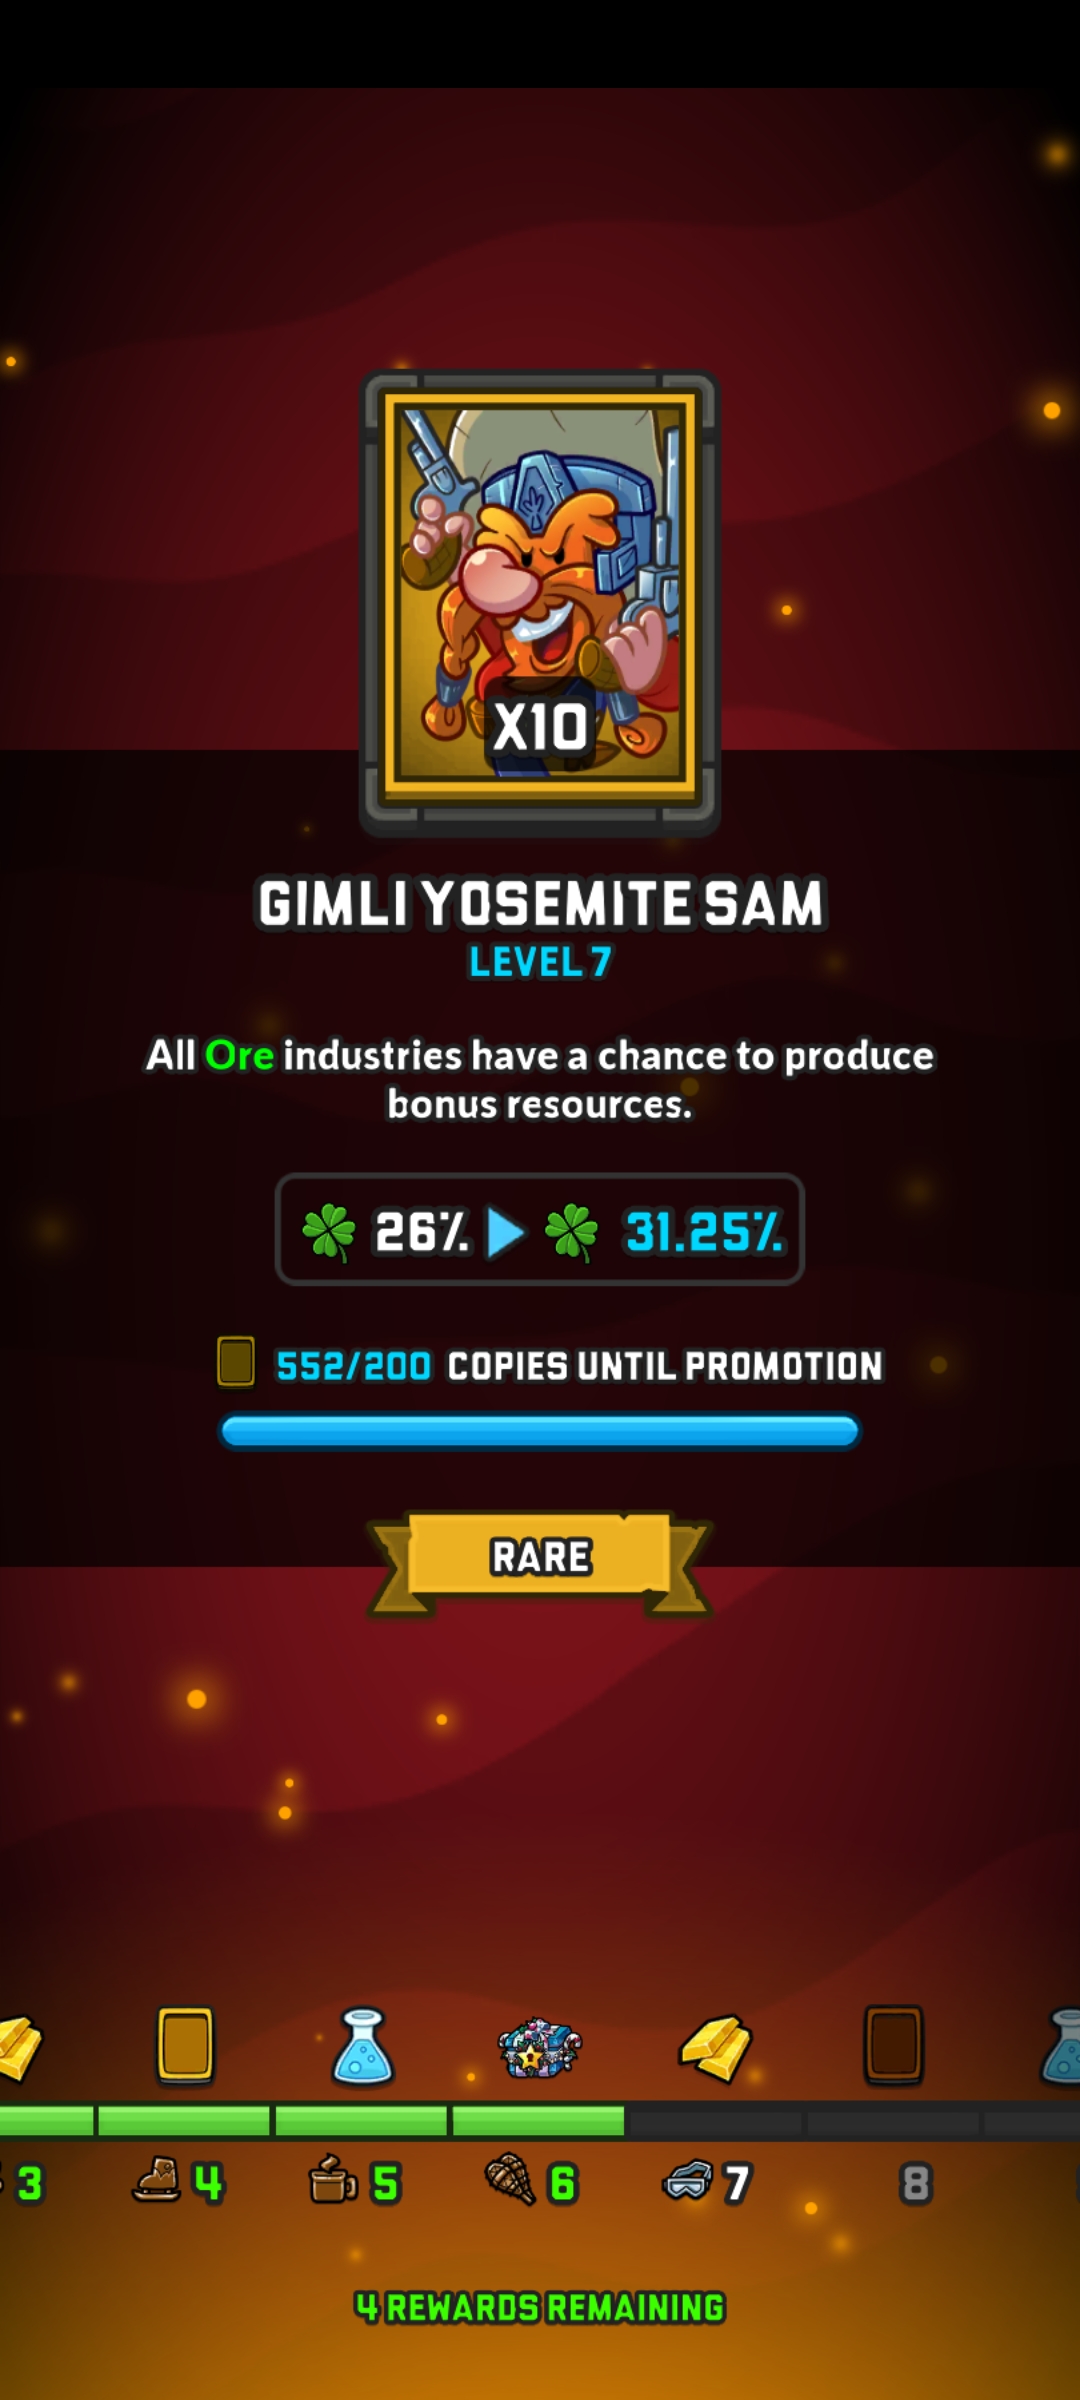 X10
GIMLI YOSEMITE SAM
LEVEL 7
All Ore industries have a chance to produce
bonus resources.
26% 31.25%
552/200 COPIES UNTIL PROMOTION
RARE
3 4 5 6 7 8
4 REWARDS REMAINING